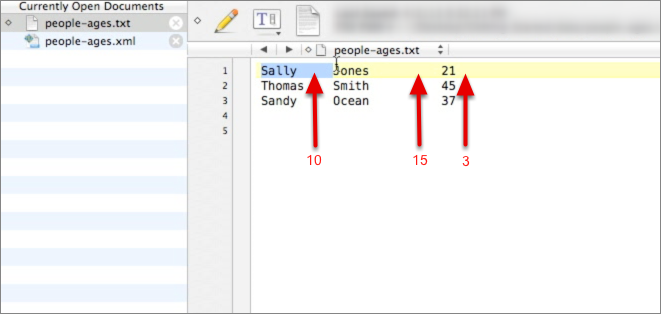 Currently Open Documents
people-ages.txt
people-ages.xml
T
people-ages.txt
1 Sally Jones 21
2 Thomas Smith 45
3 Sandy Ocean 37
4
5
10 15 3